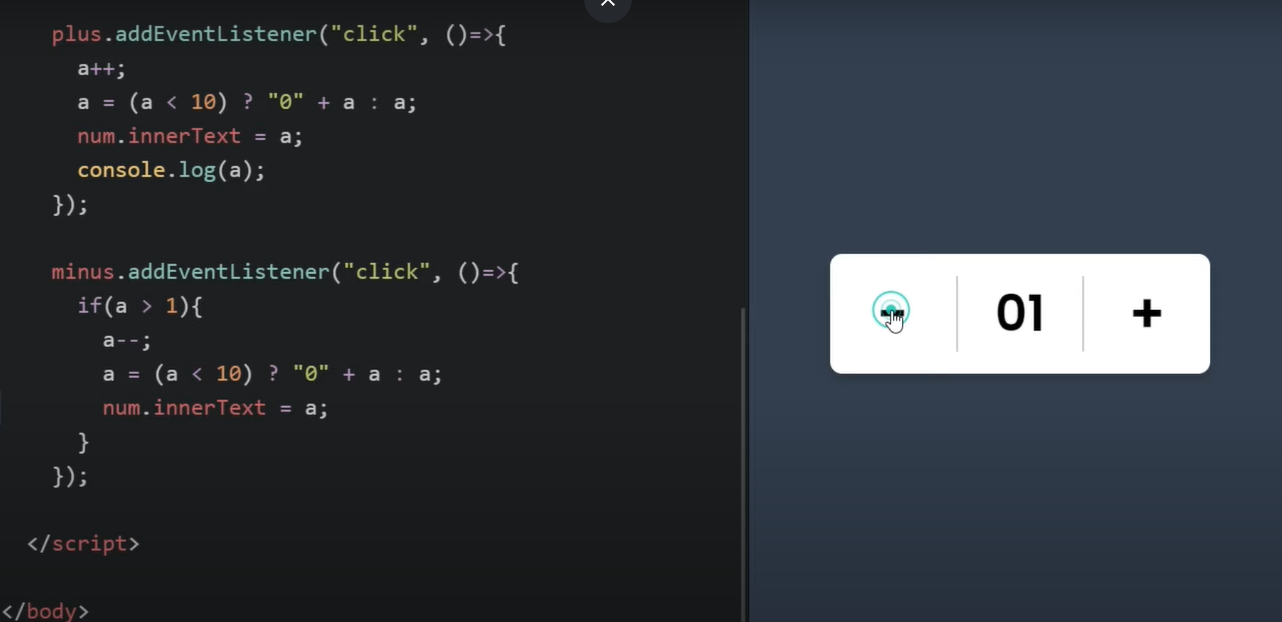 plus.addEventListener("click", ()=>{
a++;
a = (a < 10) ? "0" + a : a;
num.innerText = a;
console.log(a);
});
minus.addEventListener("click", ()=>{
if(a > 1){
a--;
a = (a < 10) ? "0" + a : a;
num.innerText = a;
}
});
</script>
</body>
01 +